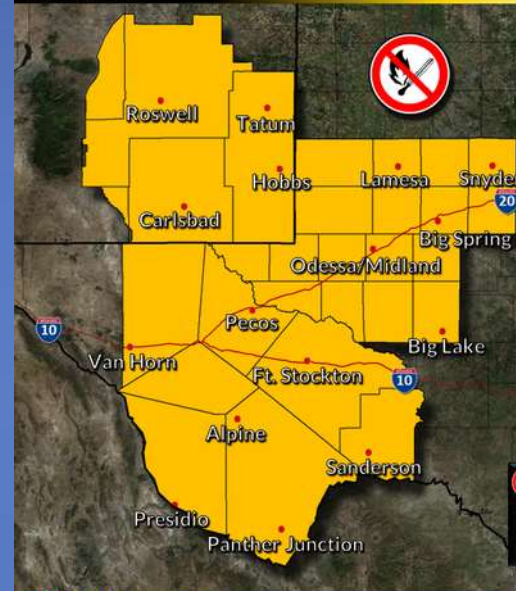 Roswell
Tatum
Hobbs
Lamesa
Snyde
20
Carlsbad
Big Spring
Odessa/Midland
Pecos
10
Van Horn
Big Lake
Ft. Stockton
10
Alpine
Sanderson
Presidio
Panther Junction